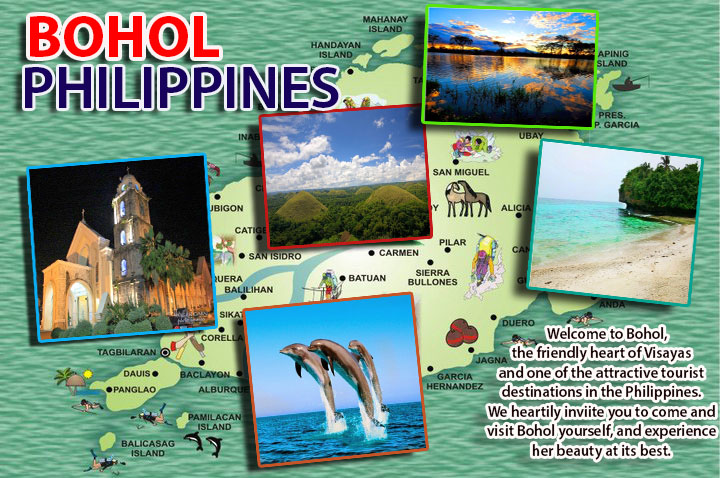 BOHOL
PHILIPPINES
MAHANAY
ISLAND
HANDAYAN
ISLAND
APINIG
ISLAND
PRES.
P. GARCIA
UBAY
INAB
SAN MIGUEL
UBIGON
ALICIA
CATIG
PILAR
CAN
SAN ISIDRO
CARMEN
SIERRA
BULLONES
BATUAN
BALILIHAN
ANDA
SIKAT
DUERO
CORELLA
TAGBILARAN
JAGNA
DAUIS
BACLAYON
GARCIA
HERNANDEZ
PANGLAO
ALBURQUE
PAMILACAN
ISLAND
BALICASAG
ISLAND
Welcome to Bohol,
the friendly heart of Visayas
and one of the attractive tourist
destinations in the Philippines.
We heartily inviite you to come and
visit Bohol yourself, and experience
her beauty at its best.